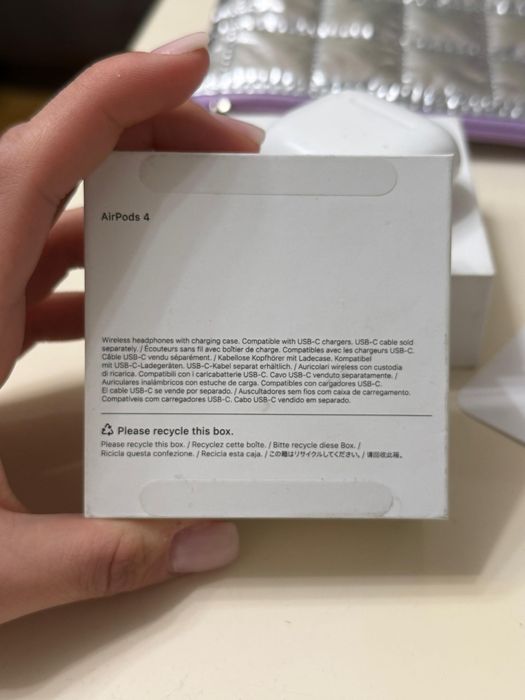 AirPods 4
Wireless headphones with charging case. Compatible with USB-C chargers. USB-C cable sold
separately. / Écouteurs sans fil avec boîtier de charge. Compatibles avec les chargeurs USB-C.
Câble USB-C vendu séparément. / Kabellose Kopfhörer mit Ladecase. Kompatibel
mit USB-C-Ladegeräten. USB-C-Kabel separat erhältlich. / Auricolari wireless con custodia
di ricarica. Compatibili con i caricabatterie USB-C. Cavo USB-C venduto separatamente. /
Auriculares inalámbricos con estuche de carga. Compatibles con cargadores USB-C.
El cable USB-C se vende por separado. / Auscultadores sem fios com caixa de carregamento.
Compatíveis com carregadores USB-C. Cabo USB-C vendido em separado.
Please recycle this box.
Please recycle this box. / Recyclez cette boîte. / Bitte recycle diese Box. /
Ricicla questa confezione. / Recicla esta caja. / この箱はリサイクルしてください。/ 请回收此箱。